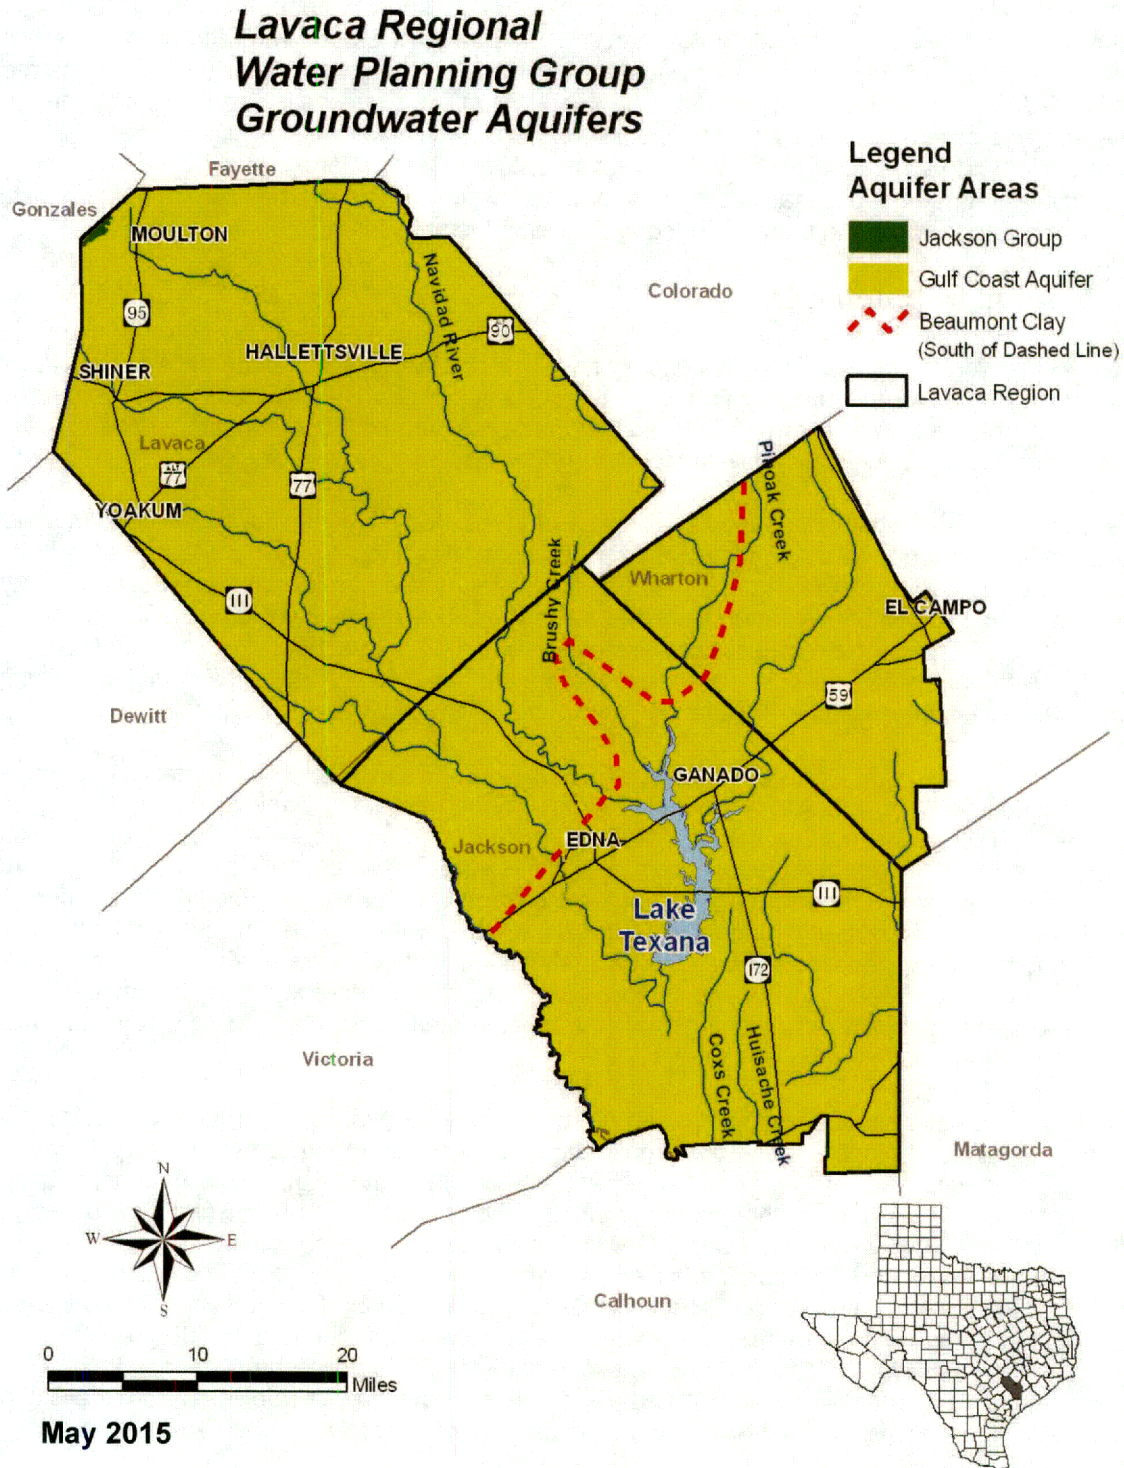 Lavaca Regional
Water Planning Group
Groundwater Aquifers
Legend
Aquifer Areas
Jackson Group
Gulf Coast Aquifer
Beaumont Clay
(South of Dashed Line)
Lavaca Region
Fayette
Gonzales
MOULTON
Colorado
Navidad River
95
90
HALLETTSVILLE
SHINER
Lavaca
77
77
YOAKUM
Pinoak Creek
Brushy Creek
Wharton
111
EL CAMPO
59
Dewitt
GANADO
EDNA
Jackson
111
Lake
Texana
172
Coxs Creek
Huisache Creek
Victoria
Matagorda
Calhoun
N
W
E
S
0
10
20
Miles
May 2015